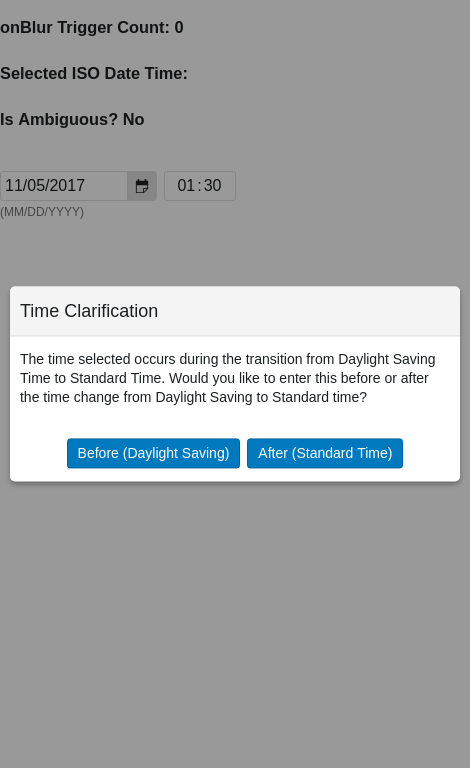 onBlur Trigger Count: 0
Selected ISO Date Time:
Is Ambiguous? No
11/05/2017 01:30
(MM/DD/YYYY)
Time Clarification
The time selected occurs during the transition from Daylight Saving
Time to Standard Time. Would you like to enter this before or after
the time change from Daylight Saving to Standard time?
Before (Daylight Saving) After (Standard Time)